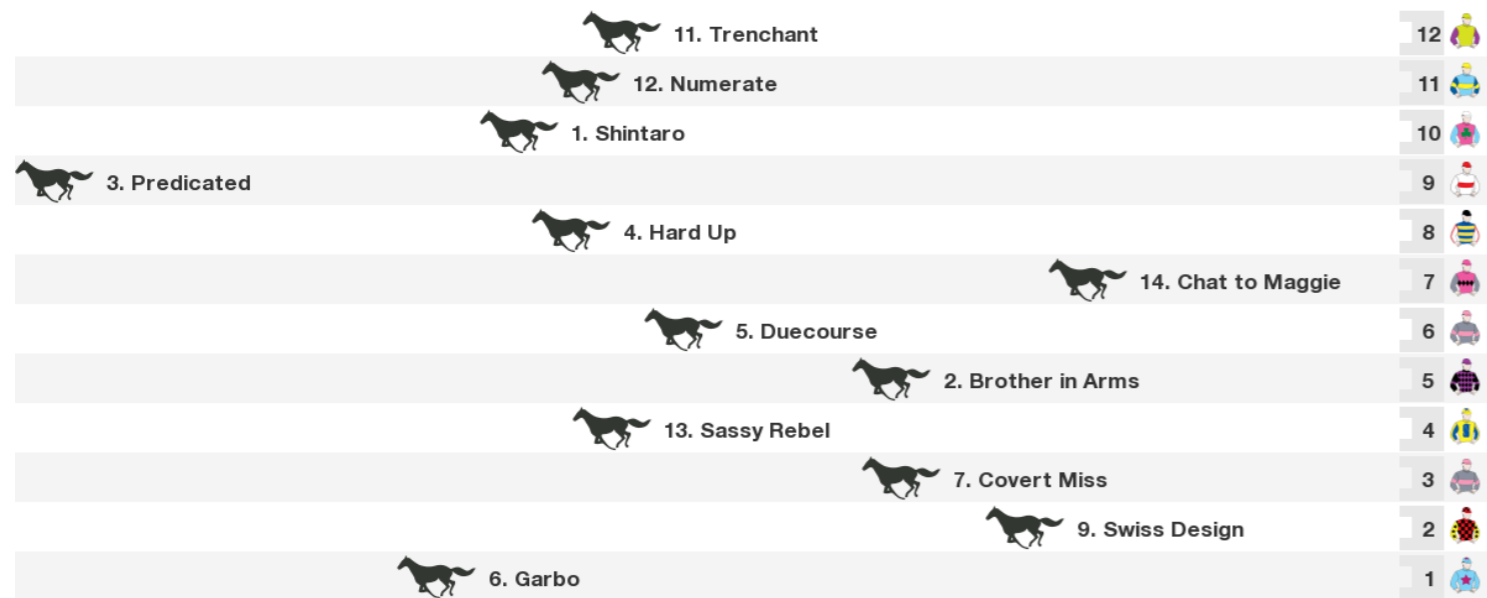 11. Trenchant 12
12. Numerate 11
1. Shintaro 10
3. Predicated 9
4. Hard Up 8
14. Chat to Maggie 7
5. Duecourse 6
2. Brother in Arms 5
13. Sassy Rebel 4
7. Covert Miss 3
9. Swiss Design 2
6. Garbo 1